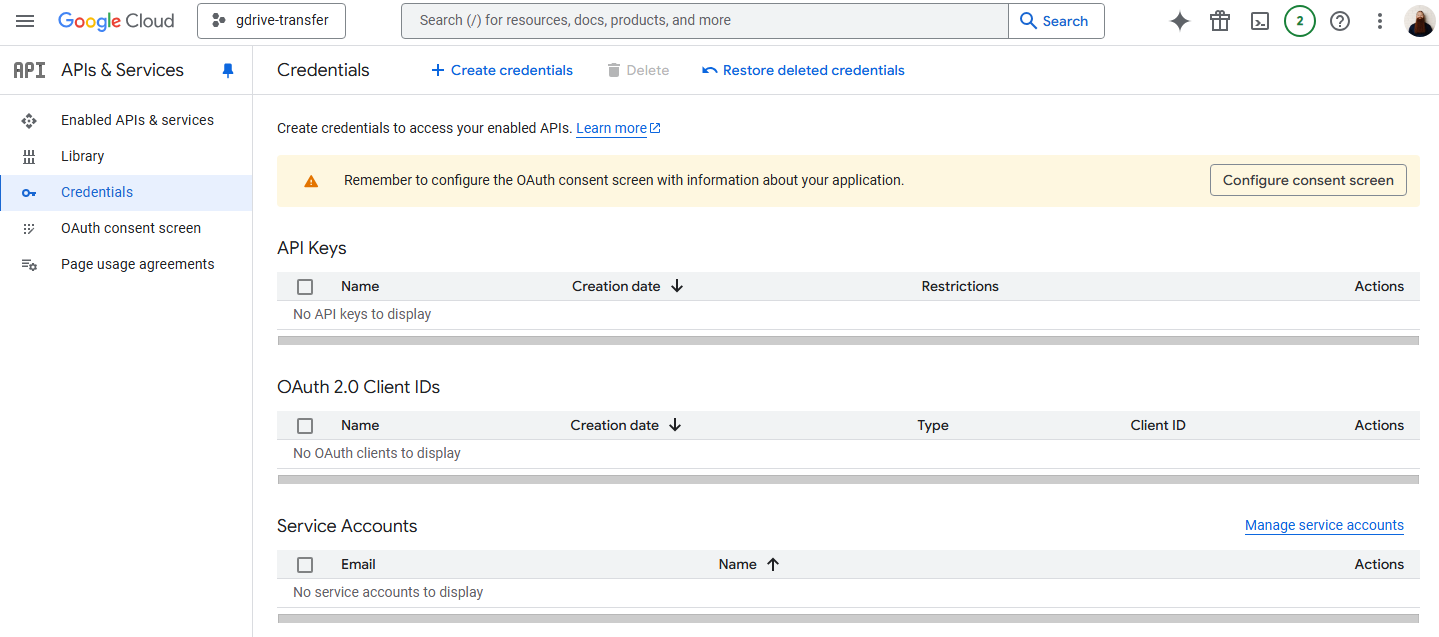 Google Cloud
gdrive-transfer
Search (/) for resources, docs, products, and more
Search
2
API APIs & Services
Enabled APIs & services
Library
Credentials
OAuth consent screen
Page usage agreements
Credentials
Create credentials
Delete
Restore deleted credentials
Create credentials to access your enabled APIs. Learn more
Remember to configure the OAuth consent screen with information about your application.
Configure consent screen
API Keys
Name Creation date Restrictions Actions
No API keys to display
OAuth 2.0 Client IDs
Name Creation date Type Client ID Actions
No OAuth clients to display
Service Accounts
Manage service accounts
Email Name Actions
No service accounts to display